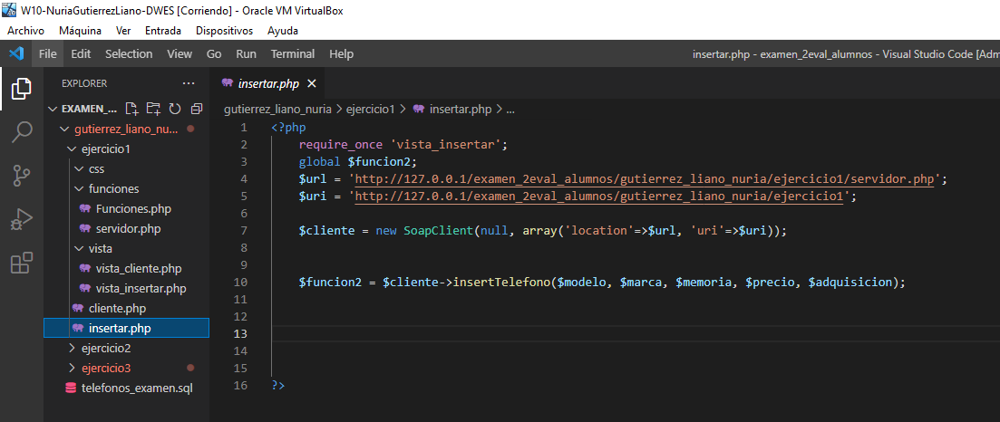 W10-NuriaGutierrezLiano-DWES [Corriendo] - Oracle VM VirtualBox
Archivo Máquina Ver Entrada Dispositivos Ayuda
File Edit Selection View Go Run Terminal Help insertar.php - examen_2eval_alumnos - Visual Studio Code [Adm
EXPLORER ...
insertar.php
EXAMEN_...
gutierrez_liano_nu...
ejercicio1
css
funciones
Funciones.php
servidor.php
vista
vista_cliente.php
vista_insertar.php
cliente.php
insertar.php
ejercicio2
ejercicio3
telefonos_examen.sql
gutierrez_liano_nuria > ejercicio1 > insertar.php > ...
1 <?php
2 require_once 'vista_insertar';
3 global $funcion2;
4 $url = 'http://127.0.0.1/examen_2eval_alumnos/gutierrez_liano_nuria/ejercicio1/servidor.php';
5 $uri = 'http://127.0.0.1/examen_2eval_alumnos/gutierrez_liano_nuria/ejercicio1';
6
7 $cliente = new SoapClient(null, array('location'=>$url, 'uri'=>$uri));
8
9
10 $funcion2 = $cliente->insertTelefono($modelo, $marca, $memoria, $precio, $adquisicion);
11
12
13
14
15
16 ?>